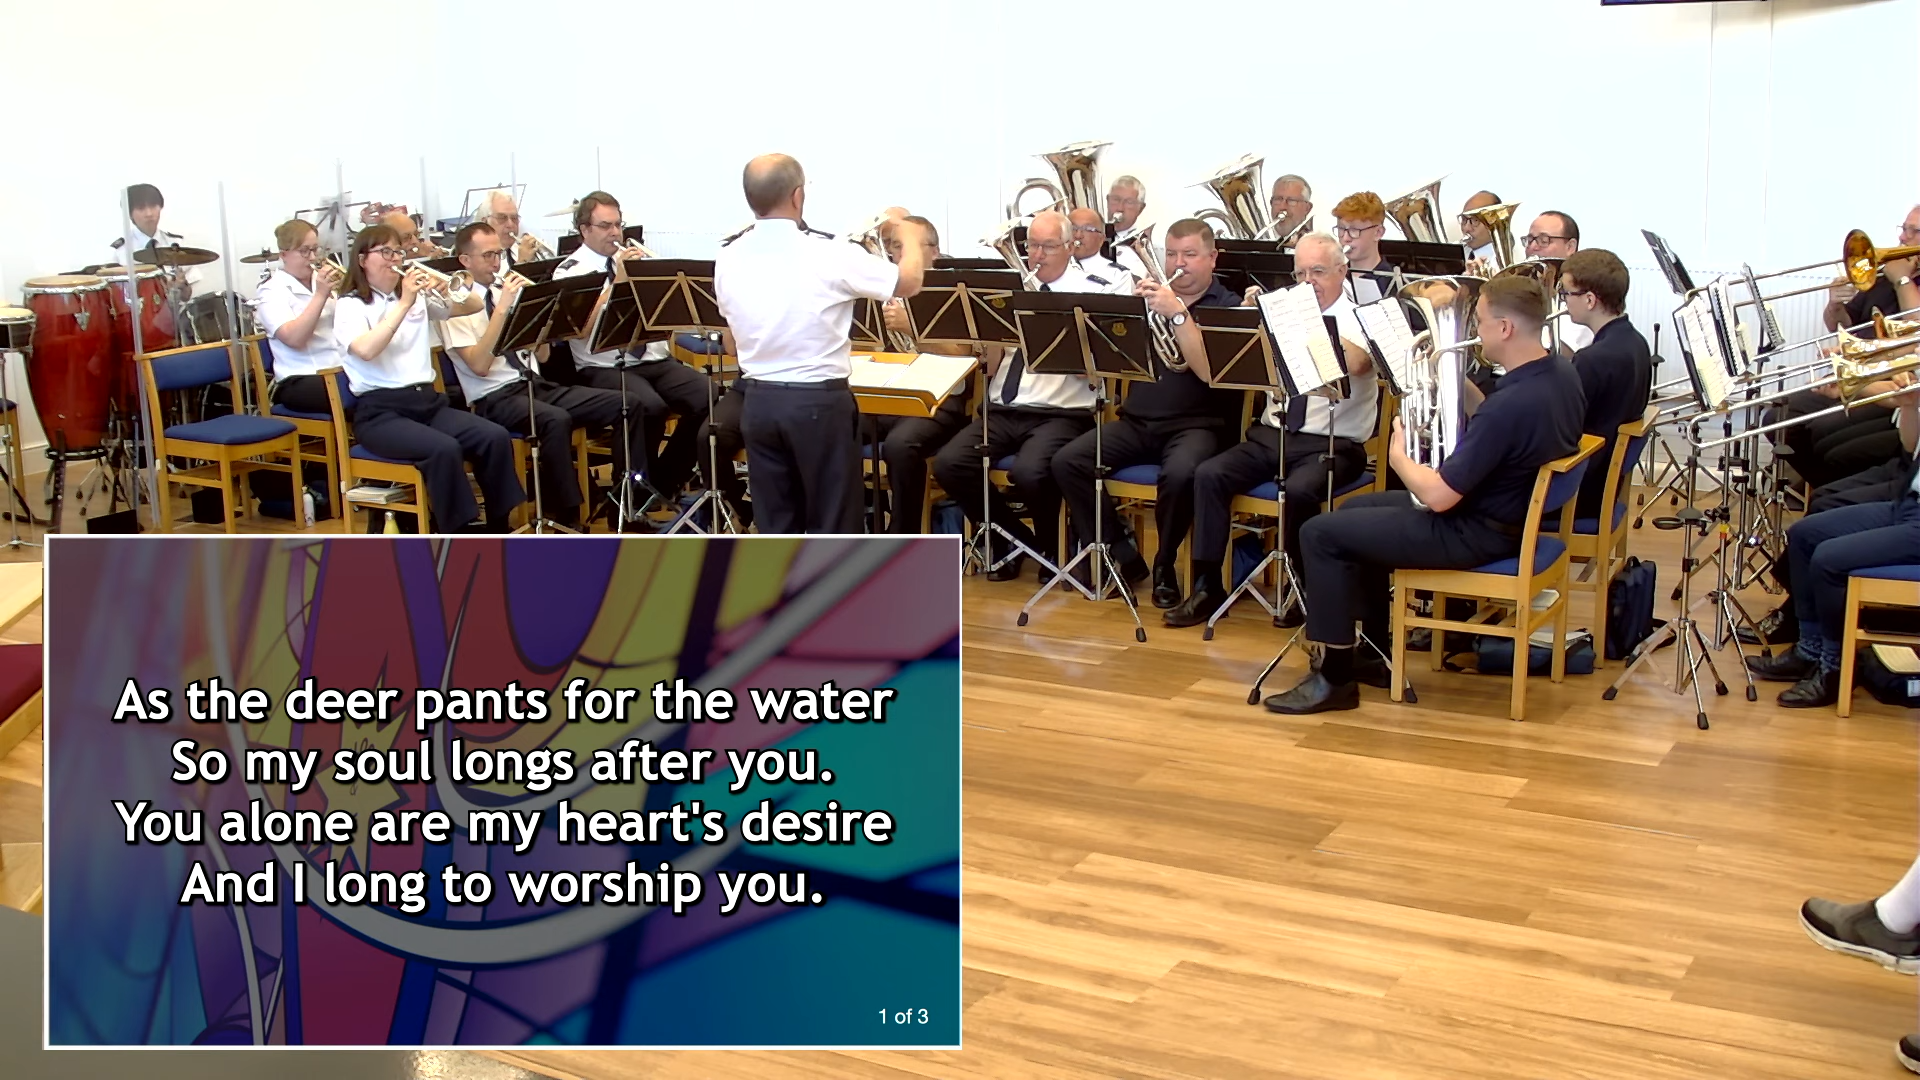 As the deer pants for the water
So my soul longs after you.
You alone are my heart's desire
And I long to worship you.
1 of 3